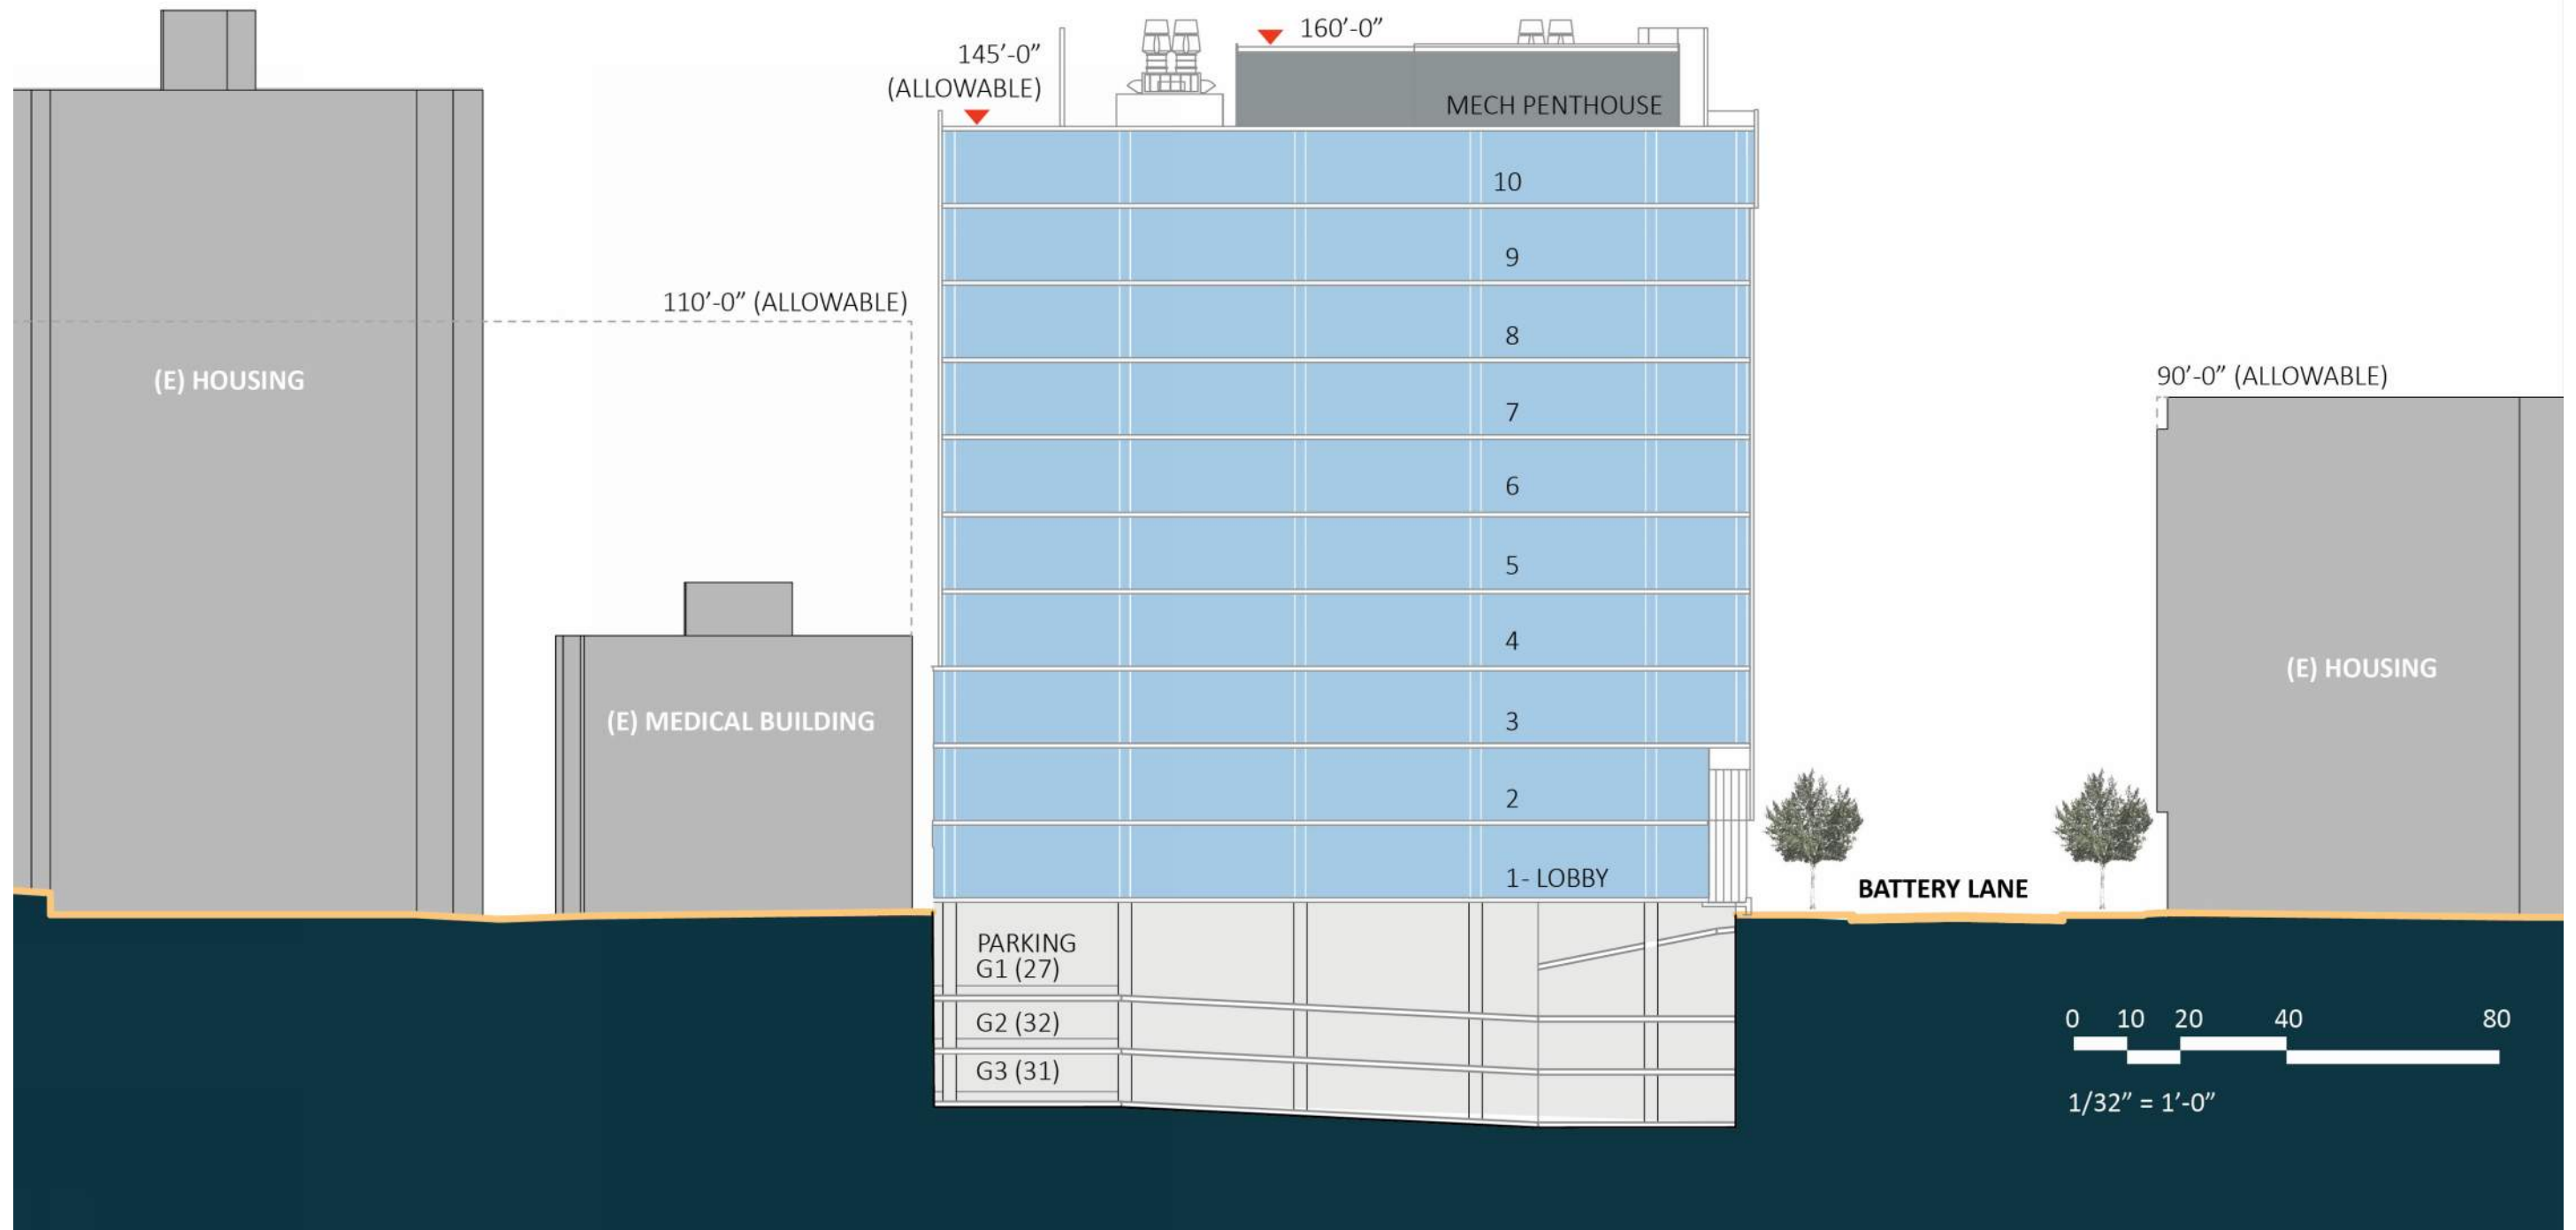 160’-0”
145’-0”
(ALLOWABLE)
MECH PENTHOUSE
10
9
110’-0” (ALLOWABLE)
8
(E) HOUSING
90’-0” (ALLOWABLE)
7
6
5
4
(E) HOUSING
(E) MEDICAL BUILDING
3
2
1- LOBBY
BATTERY LANE
PARKING
G1 (27)
G2 (32)
G3 (31)
0 10 20 40 80
1/32” = 1’-0”